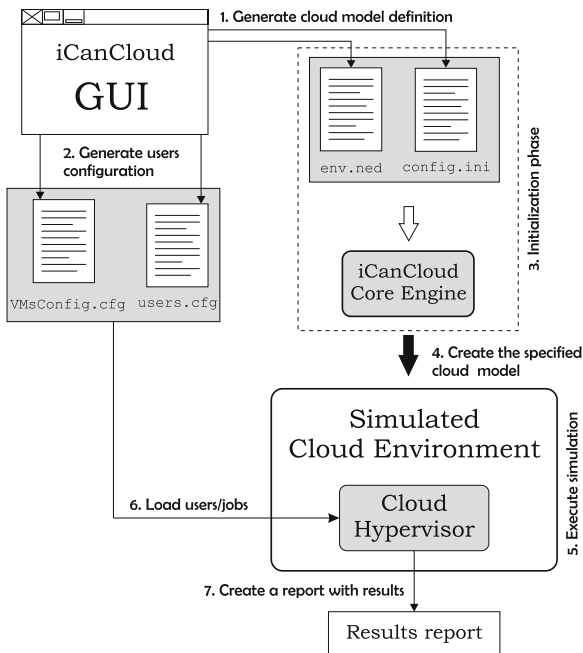 1. Generate cloud model definition
iCanCloud
GUI
2. Generate users
configuration
env.ned
config.ini
3. Initialization phase
VMsConfig.cfg
users.cfg
iCanCloud
Core Engine
4. Create the specified
cloud model
Simulated
Cloud Environment
5. Execute simulation
6. Load users/jobs
Cloud
Hypervisor
7. Create a report with results
Results report